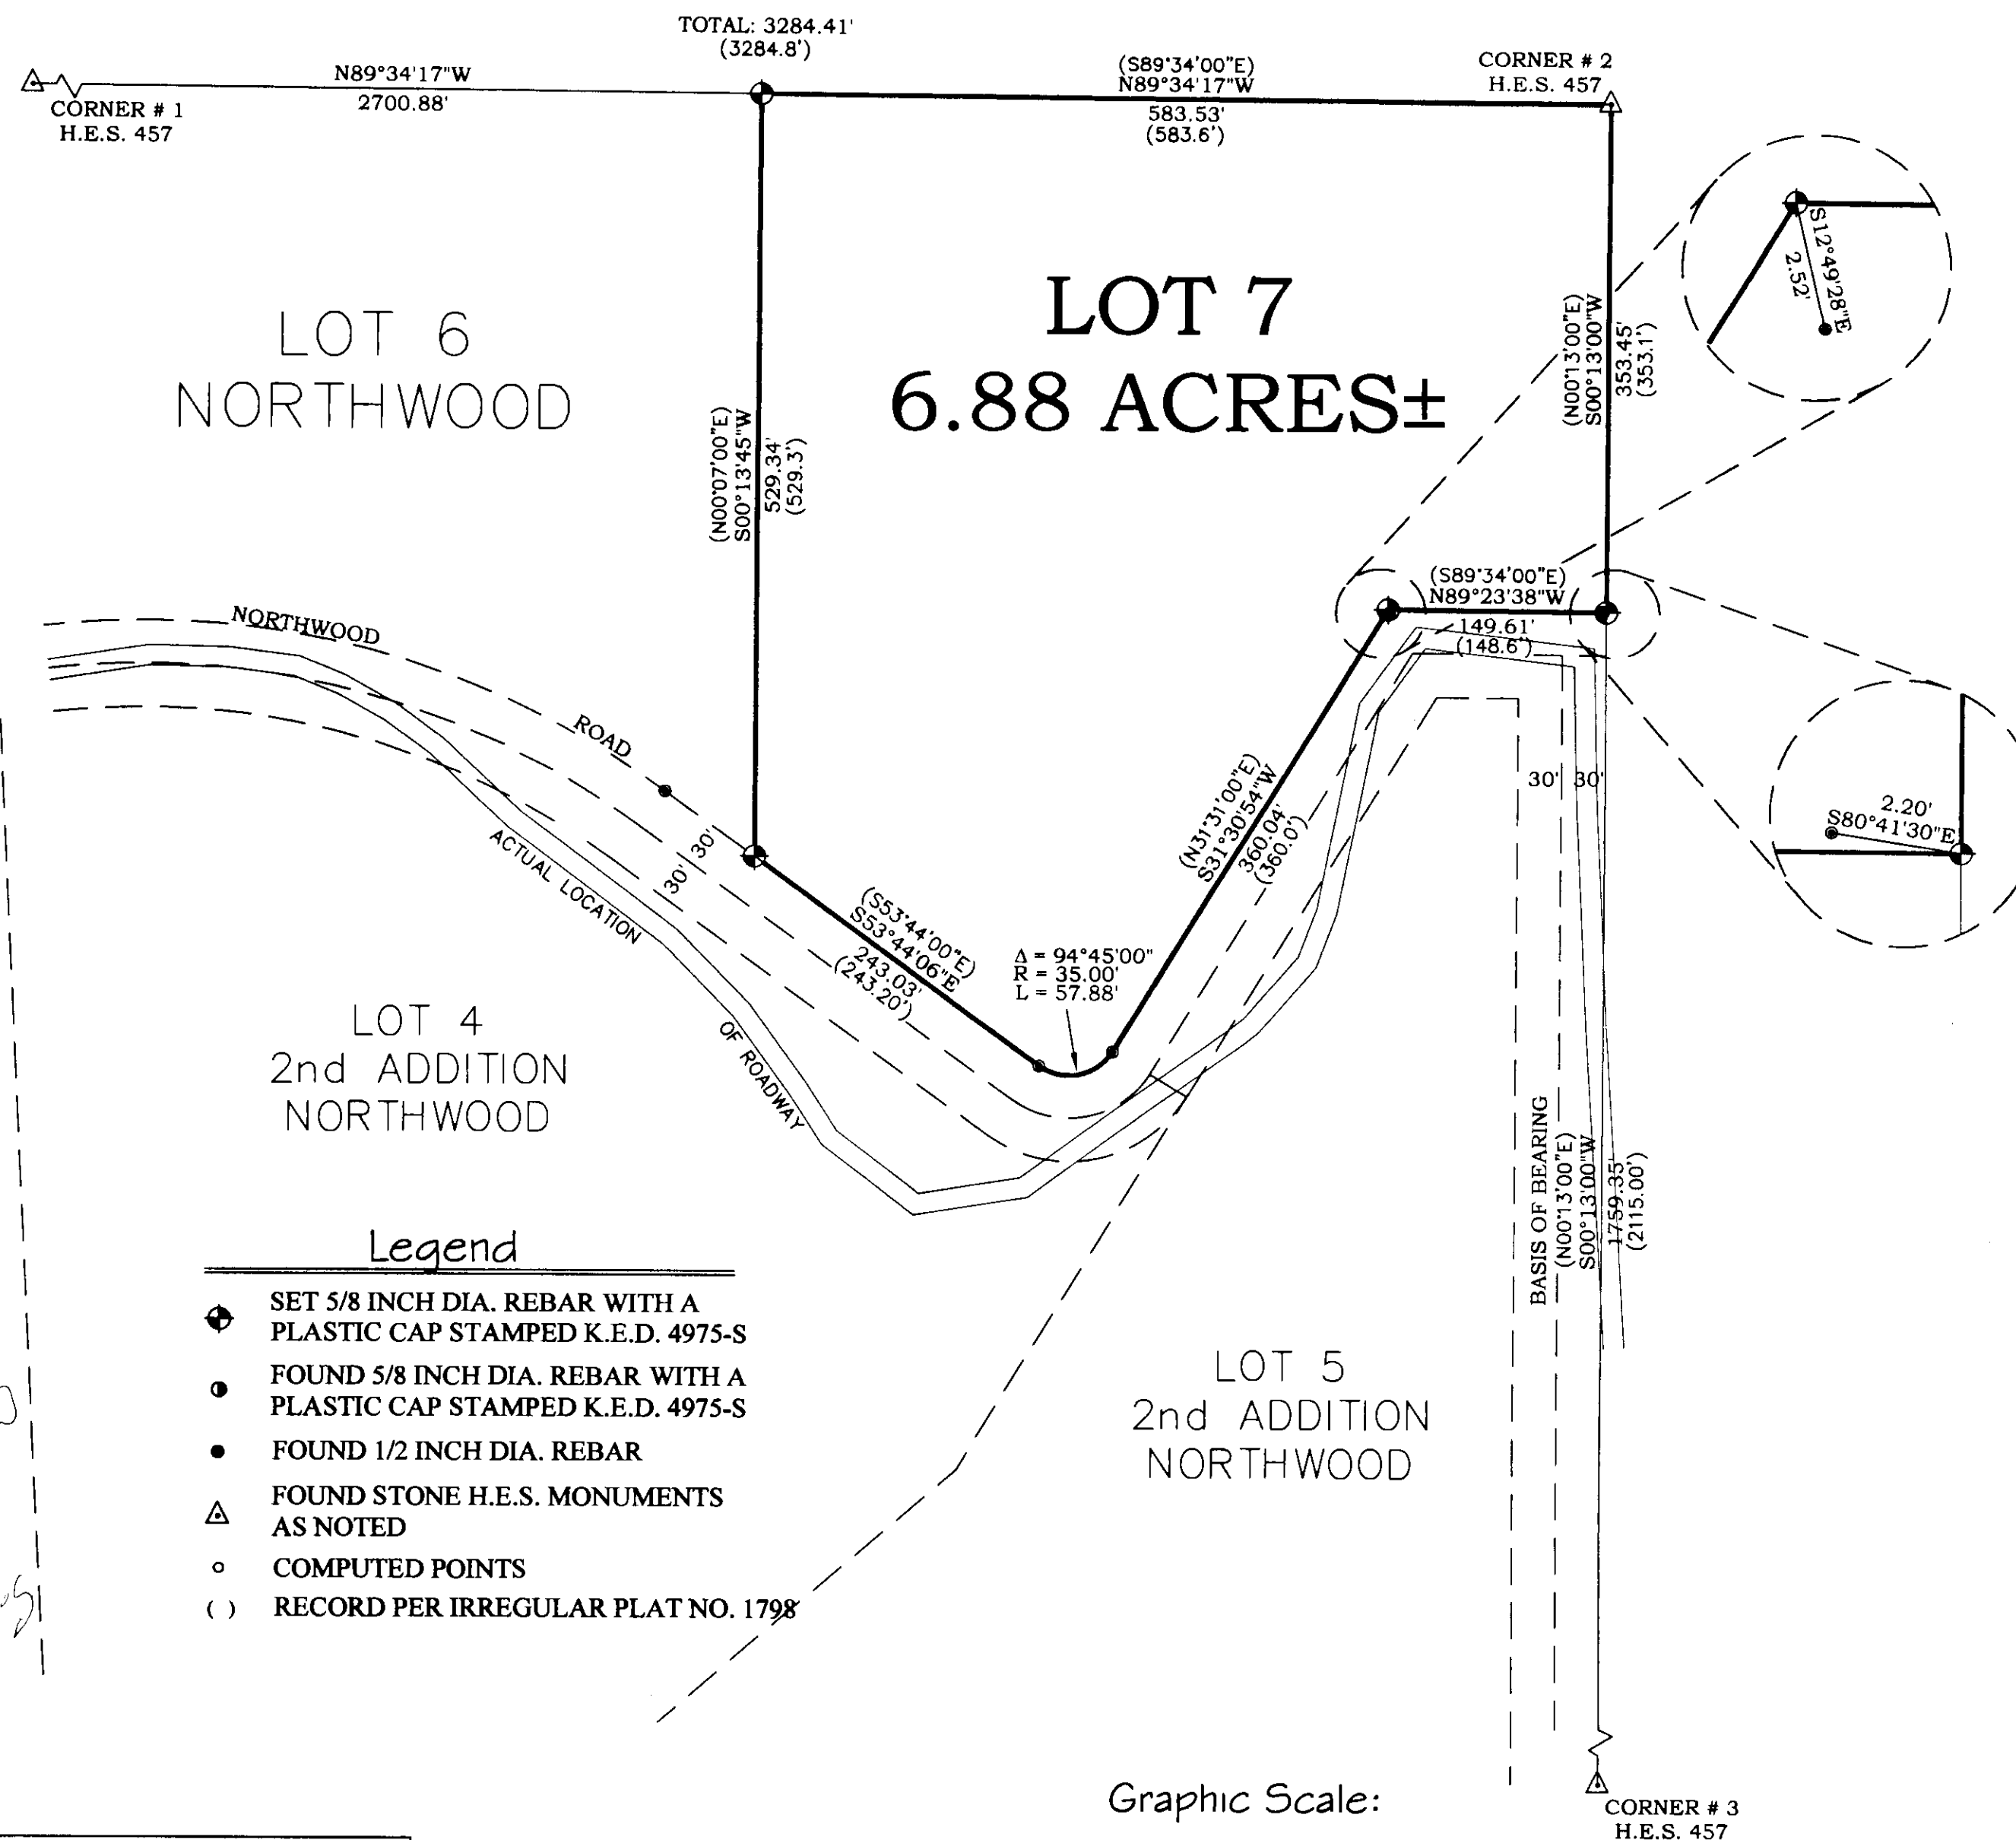 TOTAL: 3284.41'
(3284.8')
N89°34'17"W
2700.88'
CORNER # 1
H.E.S. 457
(S89°34'00"E)
N89°34'17"W
583.53'
(583.6')
CORNER # 2
H.E.S. 457
S12°49'28"E
2.52'
LOT 7
6.88 ACRES±
LOT 6
NORTHWOOD
(N00°13'00"E)
S00°13'00"W
353.45'
(353.1')
(N00°07'00"E)
S00°13'45"W
529.34'
(529.3')
(S89°34'00"E)
N89°23'38"W
149.61'
(148.6')
NORTHWOOD
ROAD
30'
30'
30'
30'
2.20'
S80°41'30"E
(N31°31'00"E)
S31°30'54"W
360.04'
(360.0')
ACTUAL LOCATION
OF ROADWAY
(S53°44'00"E)
S53°44'06"E
243.03'
(243.20')
Δ = 94°45'00"
R = 35.00'
L = 57.88'
LOT 4
2nd ADDITION
NORTHWOOD
BASIS OF BEARING
(N00°13'00"E)
S00°13'00"W
1759.35'
(2115.00')
Legend
SET 5/8 INCH DIA. REBAR WITH A
PLASTIC CAP STAMPED K.E.D. 4975-S
FOUND 5/8 INCH DIA. REBAR WITH A
PLASTIC CAP STAMPED K.E.D. 4975-S
FOUND 1/2 INCH DIA. REBAR
FOUND STONE H.E.S. MONUMENTS
AS NOTED
COMPUTED POINTS
( ) RECORD PER IRREGULAR PLAT NO. 1798
LOT 5
2nd ADDITION
NORTHWOOD
Graphic Scale:
CORNER # 3
H.E.S. 457